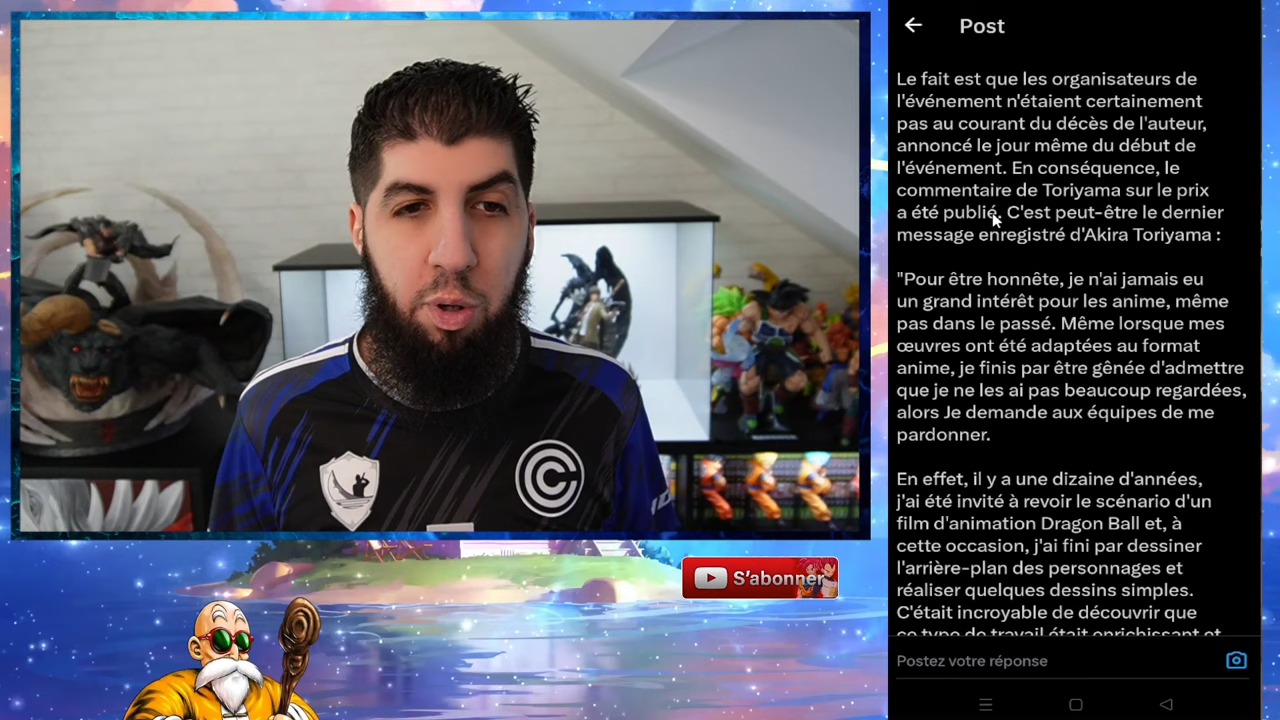 Post
Le fait est que les organisateurs de
l'événement n'étaient certainement
pas au courant du décès de l'auteur,
annoncé le jour même du début de
l'événement. En conséquence, le
commentaire de Toriyama sur le prix
a été publié. C'est peut-être le dernier
message enregistré d'Akira Toriyama :
"Pour être honnête, je n'ai jamais eu
un grand intérêt pour les anime, même
pas dans le passé. Même lorsque mes
œuvres ont été adaptées au format
anime, je finis par être gênée d'admettre
que je ne les ai pas beaucoup regardées,
alors Je demande aux équipes de me
pardonner.
En effet, il y a une dizaine d'années,
j'ai été invité à revoir le scénario d'un
film d'animation Dragon Ball et, à
cette occasion, j'ai fini par dessiner
l'arrière-plan des personnages et
réaliser quelques dessins simples.
C'était incroyable de découvrir que
ce type de travail était enrichissant et
Postez votre réponse
S'abonner